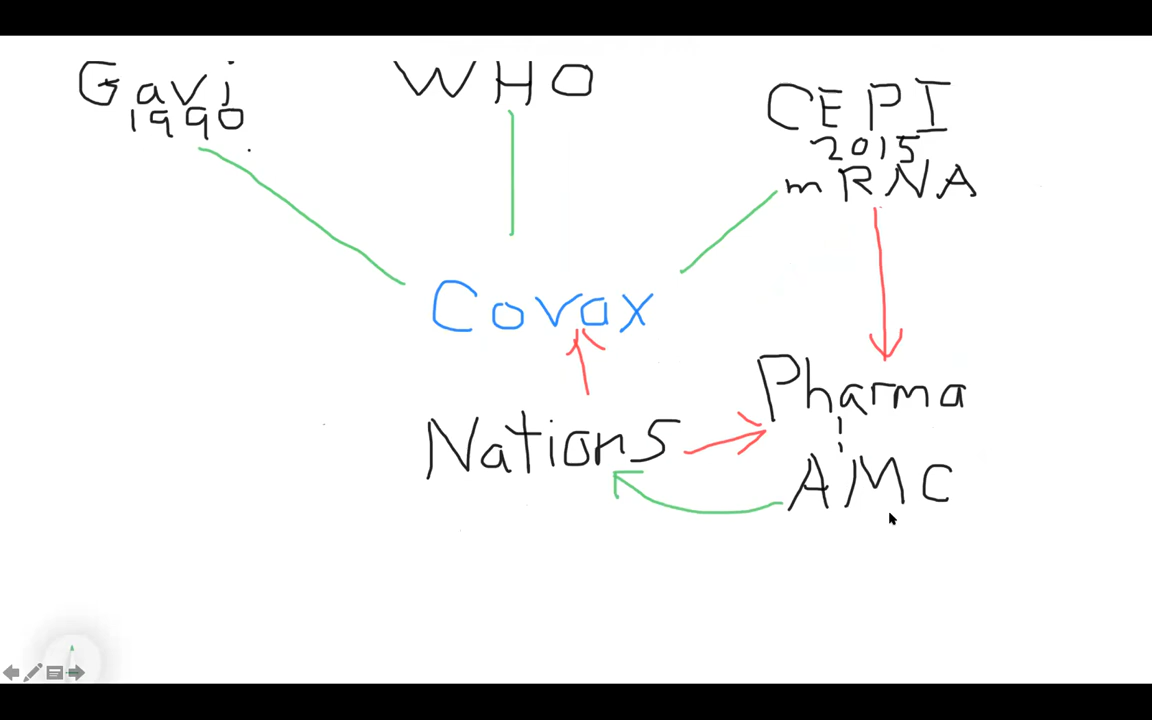 Gavi
1990
WHO
CEPI
2015
mRNA
Covax
Nations
Pharma
AMC